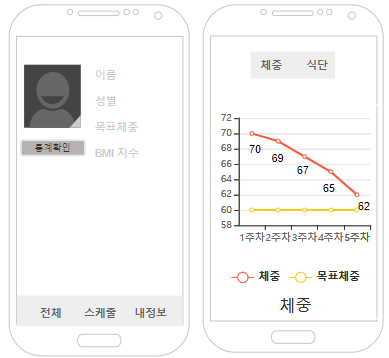 이름
성별
목표체중
통계확인
BMI 지수
전체 스케줄 내정보
체중 식단
72
70
68
66
64
62
60
58
70
69
67
65
62
1주차 2주차 3주차 4주차 5주차
체중 목표체중
체중